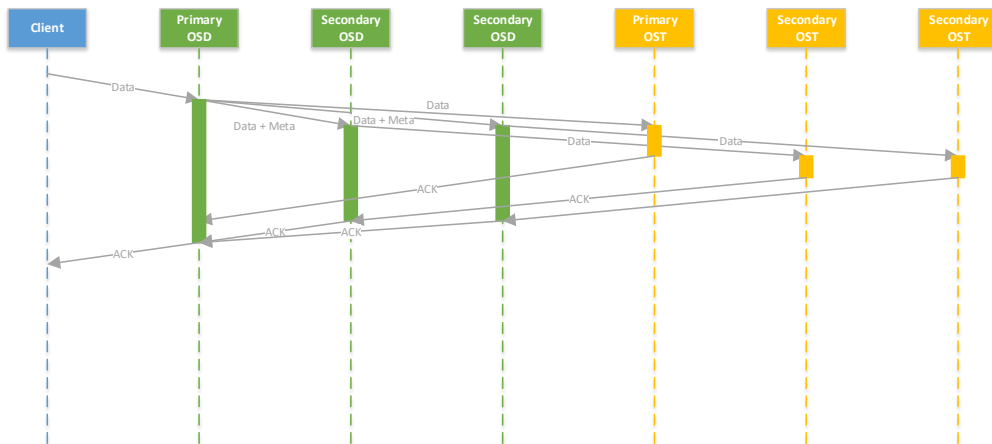 Client
Primary
OSD
Secondary
OSD
Secondary
OSD
Primary
OST
Secondary
OST
Secondary
OST
Data
Data
Data + Meta
Data + Meta
Data
Data
ACK
ACK
ACK
ACK
ACK